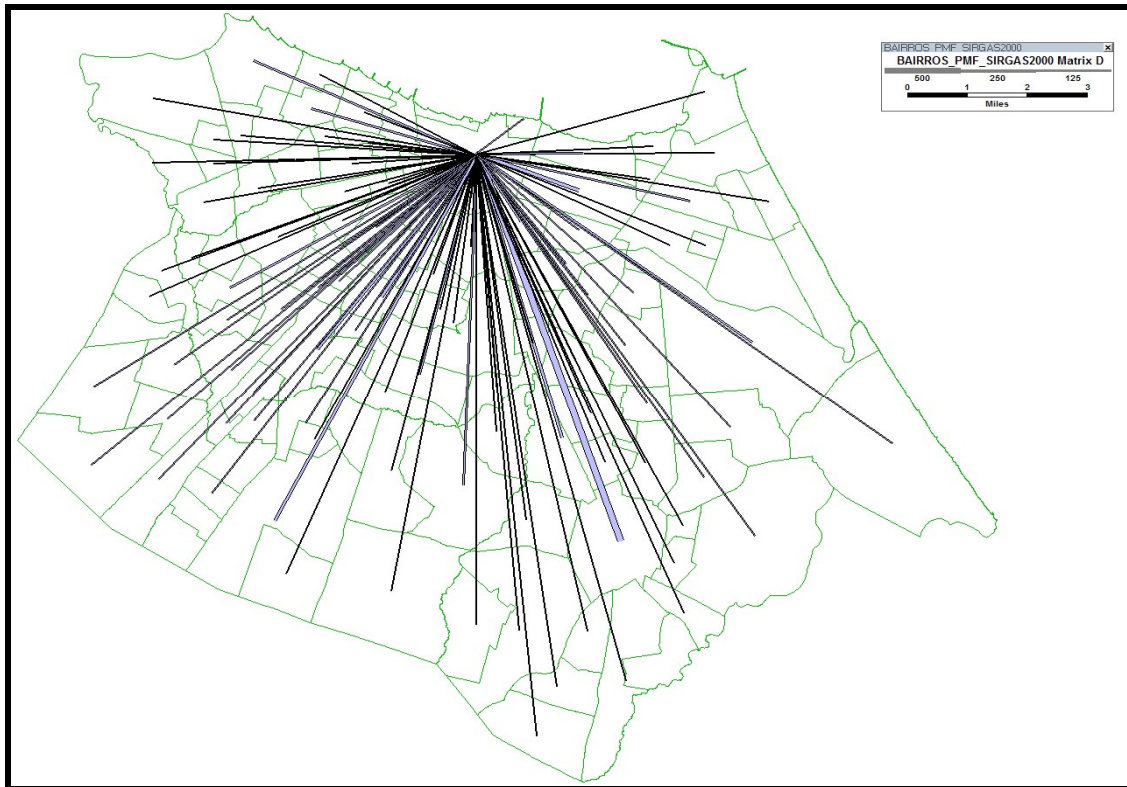 BAIRROS_PMF_SIRGAS2000
BAIRROS_PMF_SIRGAS2000 Matrix D
500 250 125
0 1 2 3
Miles